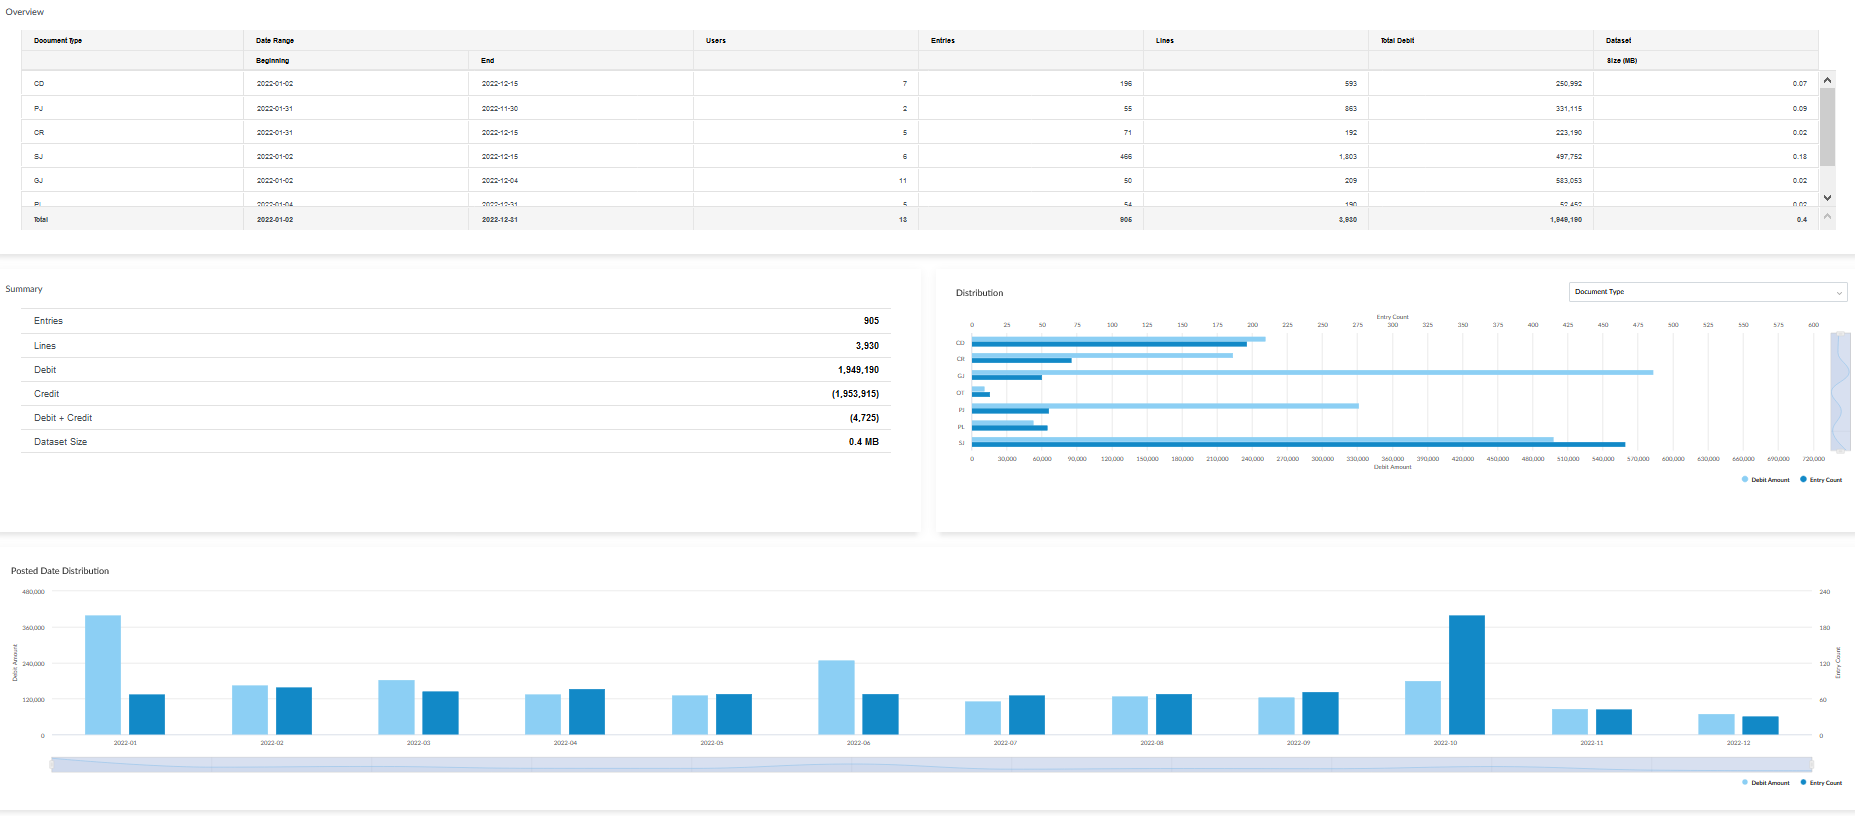 Overview
Document Type Date Range Users Entries Lines Total Debit Dataset
Beginning End Size (MB)
CD 2022-01-02 2022-12-15 7 196 593 250,992 0.07
PJ 2022-01-31 2022-11-30 2 55 863 331,115 0.09
CR 2022-01-31 2022-12-15 5 71 192 223,190 0.02
SJ 2022-01-02 2022-12-15 6 466 1,803 497,752 0.18
GJ 2022-01-02 2022-12-04 11 50 209 583,053 0.02
PL 2022-01-04 2022-12-31 5 54 190 52,452 0.02
Total 2022-01-02 2022-12-31 13 905 3,930 1,949,190 0.4
Summary
Entries 905
Lines 3,930
Debit 1,949,190
Credit (1,953,915)
Debit + Credit (4,725)
Dataset Size 0.4 MB
Distribution
Document Type
Entry Count
0 25 50 75 100 125 150 175 200 225 250 275 300 325 350 375 400 425 450 475 500 525 550 575 600
CD
CR
GJ
OT
PJ
PL
SJ
0 30,000 60,000 90,000 120,000 150,000 180,000 210,000 240,000 270,000 300,000 330,000 360,000 390,000 420,000 450,000 480,000 510,000 540,000 570,000 600,000 630,000 660,000 690,000 720,000
Debit Amount
Debit Amount Entry Count
Posted Date Distribution
480,000 240
360,000 180
240,000 120
120,000 60
0 0
Debit Amount
Entry Count
2022-01 2022-02 2022-03 2022-04 2022-05 2022-06 2022-07 2022-08 2022-09 2022-10 2022-11 2022-12
Debit Amount Entry Count